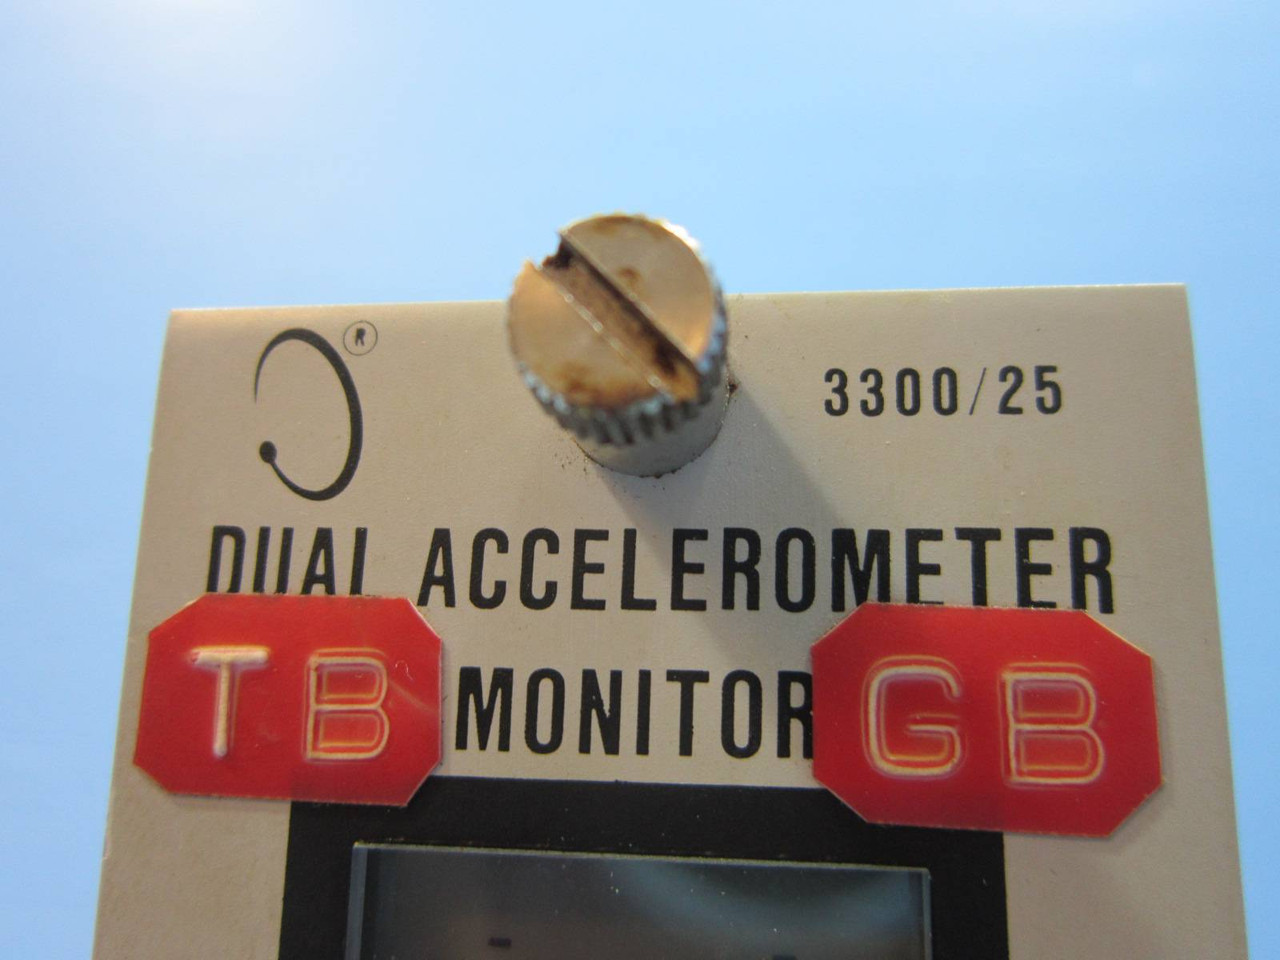 ®
3300/25
DUAL ACCELEROMETER
MONITOR
TB
GB